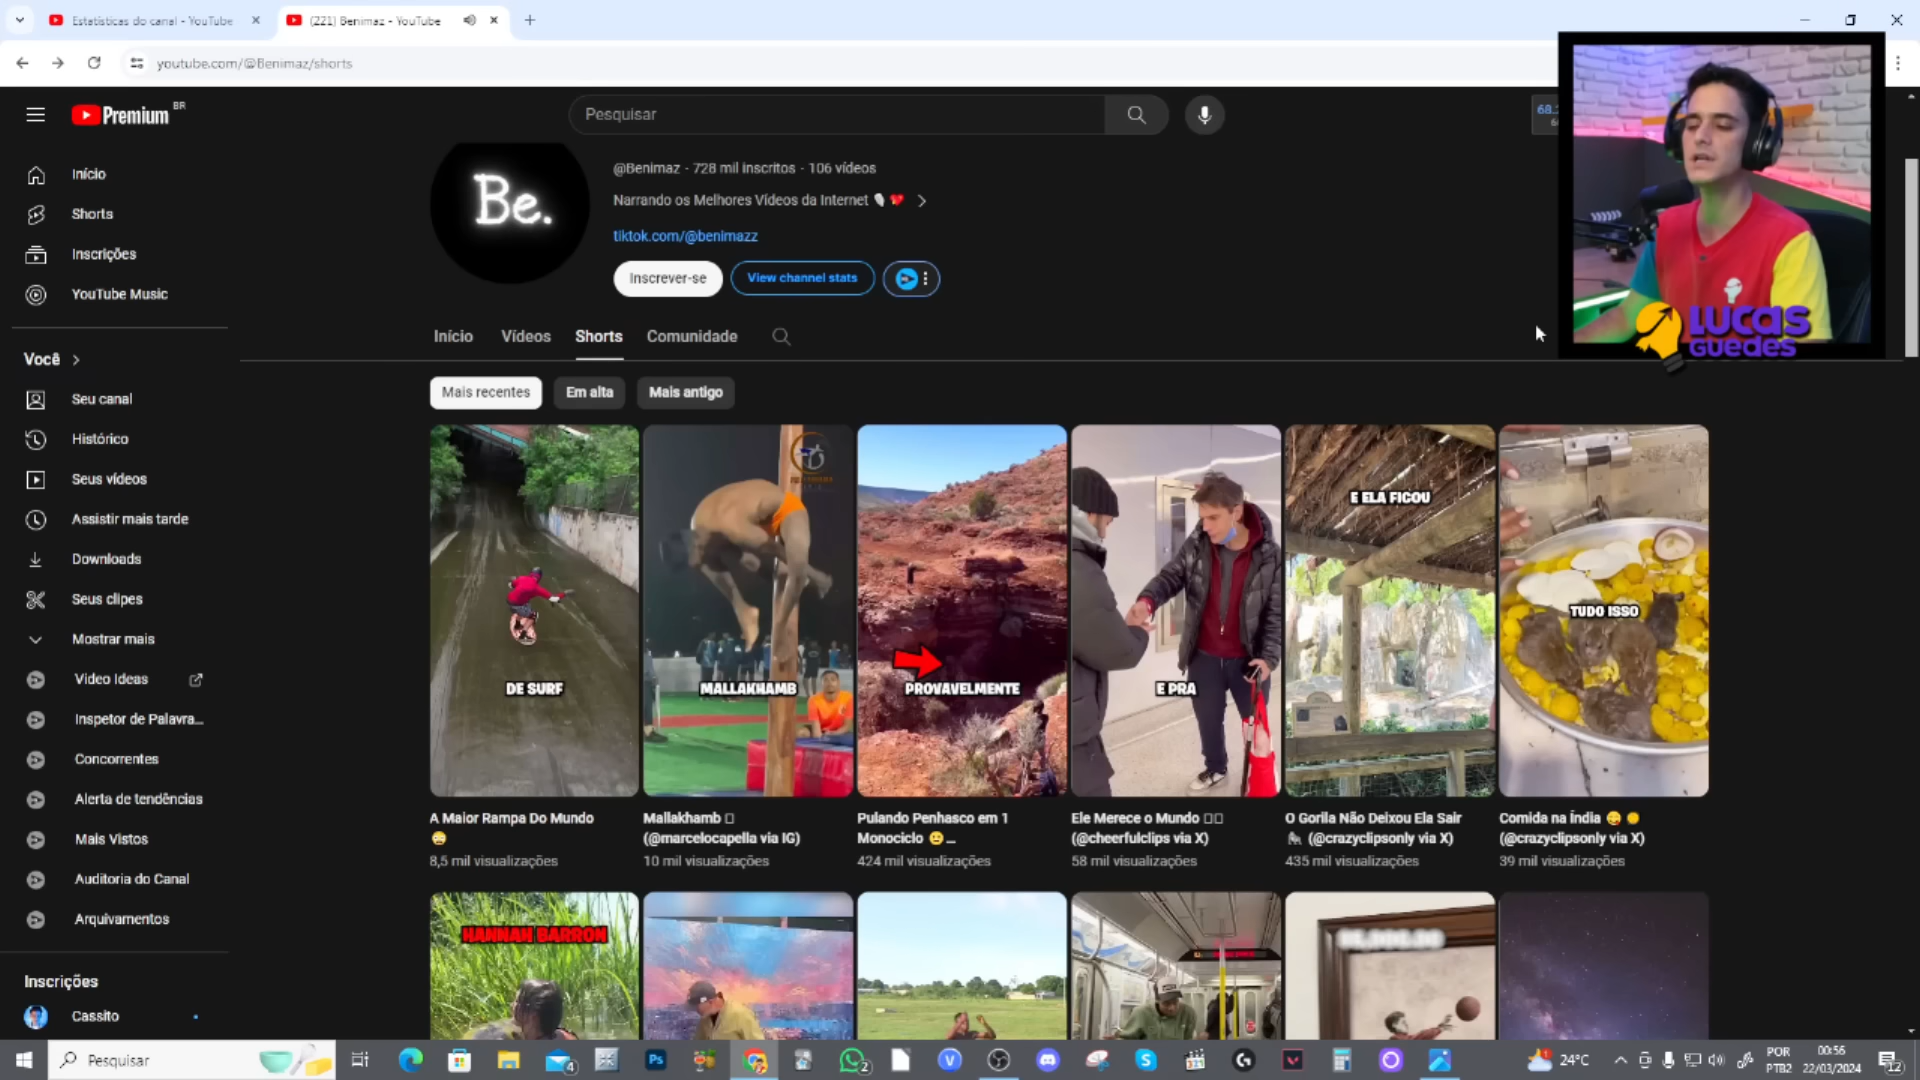 Estatísticas do canal - YouTube
(221) Benimaz - YouTube
youtube.com/@Benimaz/shorts
Premium BR
Pesquisar
Início
Shorts
Inscrições
YouTube Music
Você
Seu canal
Histórico
Seus vídeos
Assistir mais tarde
Downloads
Seus clipes
Mostrar mais
Video Ideas
Inspetor de Palavra...
Concorrentes
Alerta de tendências
Mais Vistos
Auditoria do Canal
Arquivamentos
Inscrições
Cassito
Be.
@Benimaz - 728 mil inscritos - 106 vídeos
Narrando os Melhores Vídeos da Internet 🎙️❤️
tiktok.com/@benimazz
Inscrever-se
View channel stats
Início Vídeos Shorts Comunidade
Mais recentes Em alta Mais antigo
LUCAS
GUEDES
DE SURF
MALLAKHAMB
PROVAVELMENTE
E PRA
E ELA FICOU
TUDO ISSO
A Maior Rampa Do Mundo
🙄
8,5 mil visualizações
Mallakhamb
(@marcelocapella via IG)
10 mil visualizações
Pulando Penhasco em 1
Monociclo 😐...
424 mil visualizações
Ele Merece o Mundo
(@cheerfulclips via X)
58 mil visualizações
O Gorila Não Deixou Ela Sair
🦍 (@crazyclipsonly via X)
435 mil visualizações
Comida na Índia 😋
(@crazyclipsonly via X)
39 mil visualizações
HANNAH BARRON
Pesquisar
24°C
POR
PTB2
00:56
22/03/2024